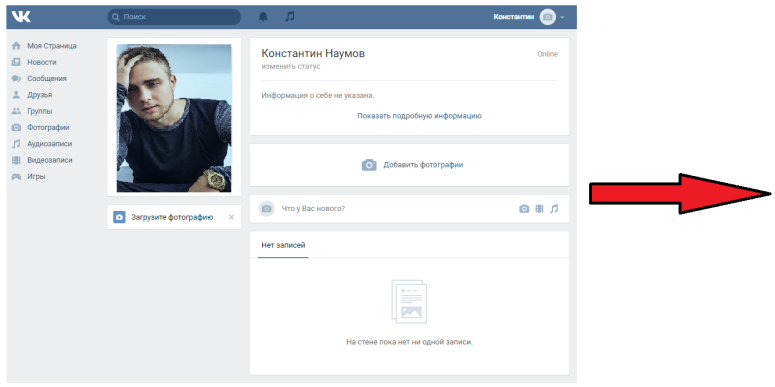 Поиск
Константин
Моя Страница
Новости
Сообщения
Друзья
Группы
Фотографии
Аудиозаписи
Видеозаписи
Игры
Загрузите фотографию
Константин Наумов
Online
изменить статус
Информация о себе не указана.
Показать подробную информацию
Добавить фотографии
Что у Вас нового?
Нет записей
На стене пока нет ни одной записи.